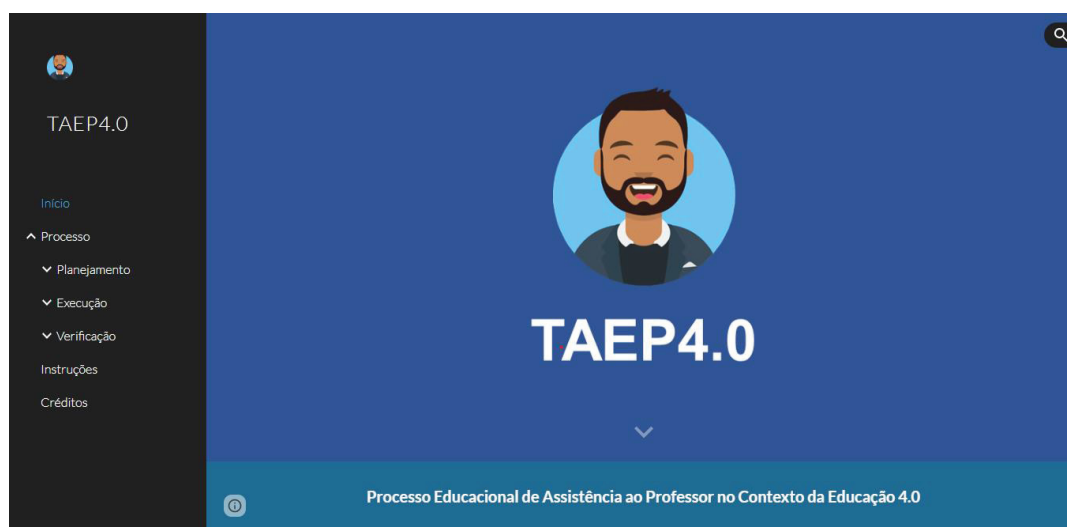 TAEP4.0
Início
Processo
Planejamento
Execução
Verificação
Instruções
Créditos
TAEP4.0
Processo Educacional de Assistência ao Professor no Contexto da Educação 4.0